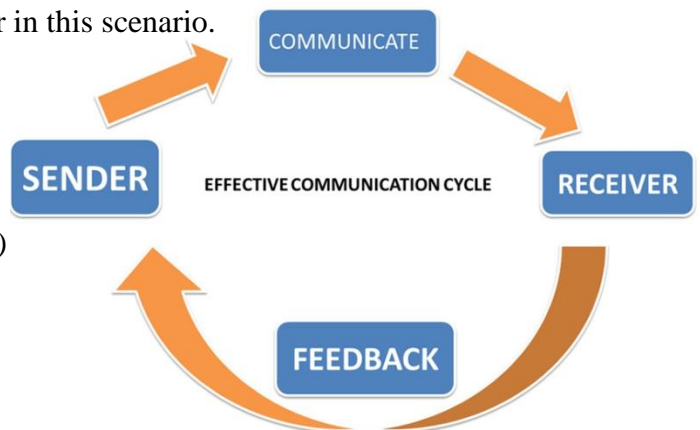 r in this scenario.
COMMUNICATE
SENDER
EFFECTIVE COMMUNICATION CYCLE
RECEIVER
)
FEEDBACK